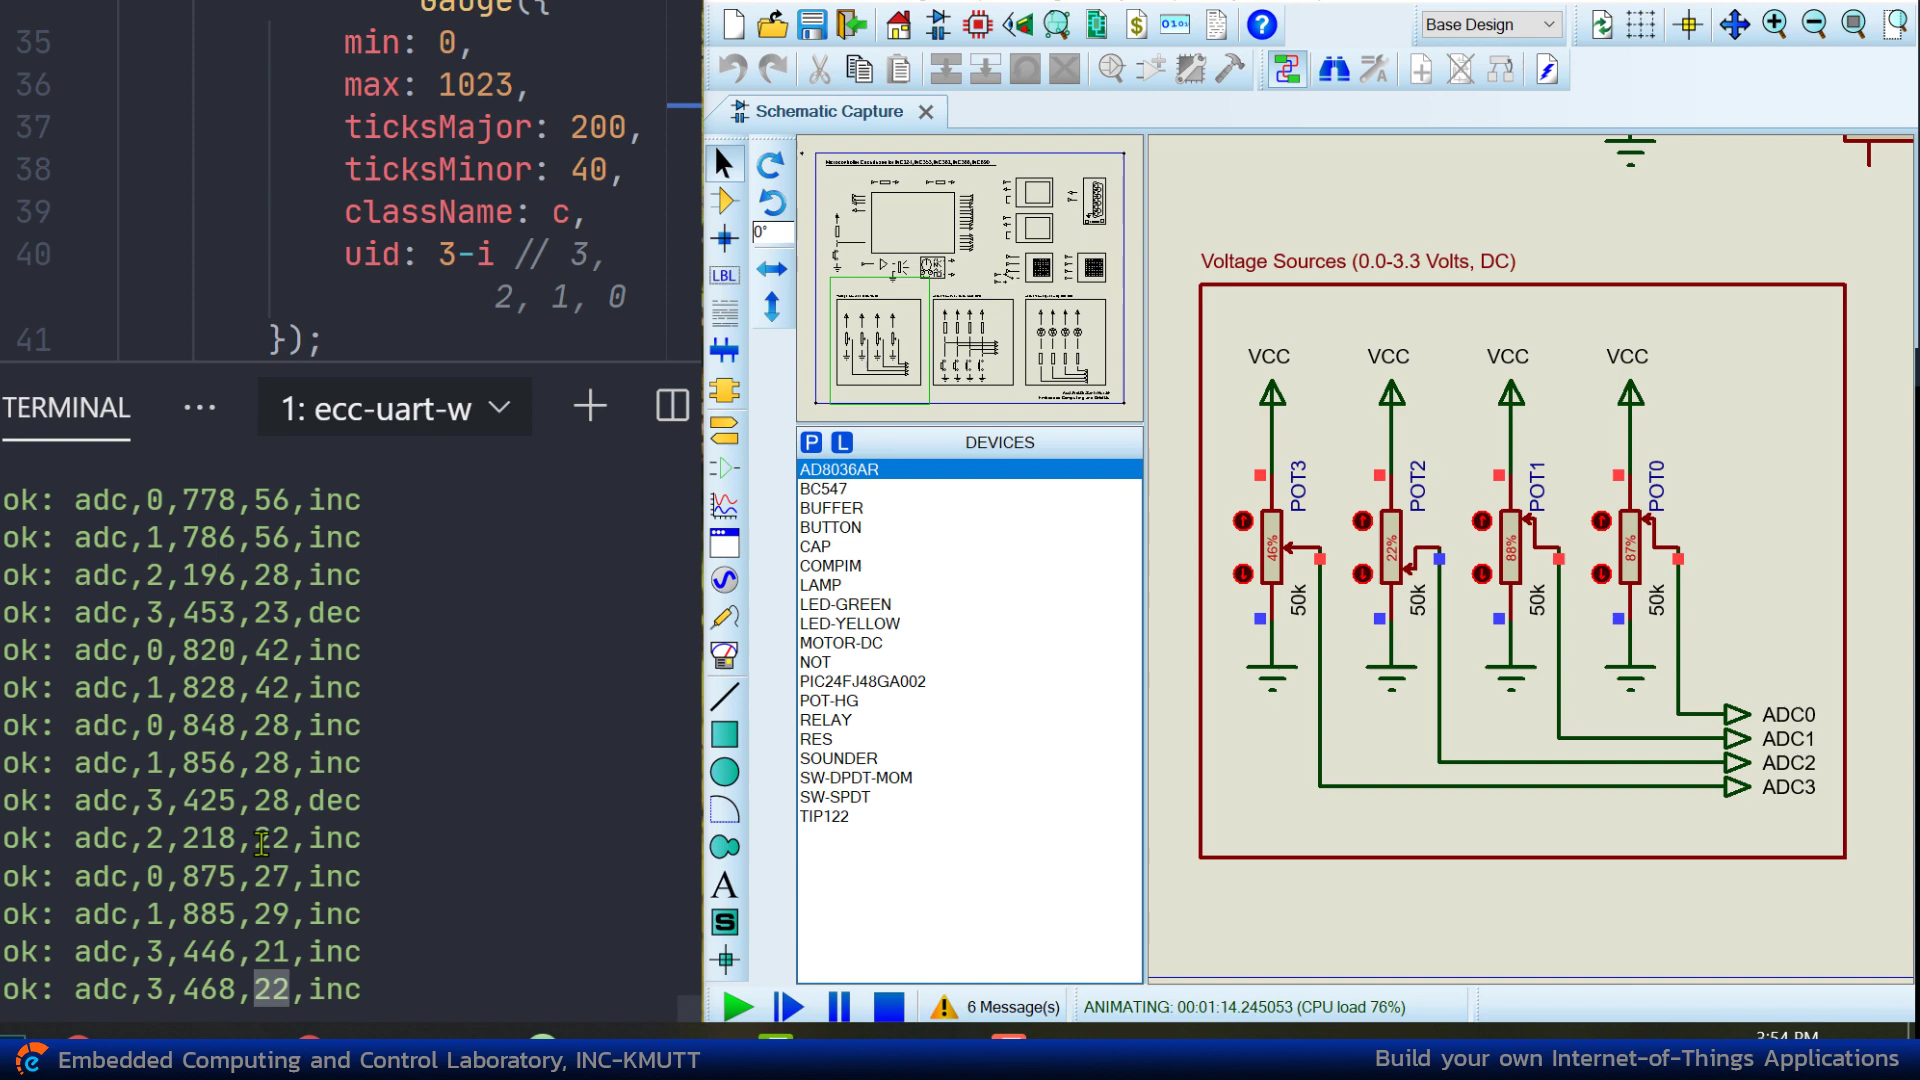 Gauge({
35 min: 0,
36 max: 1023,
37 ticksMajor: 200,
38 ticksMinor: 40,
39 className: c,
40 uid: 3-i // 3,
2, 1, 0
41 });
TERMINAL ··· 1: ecc-uart-w
ok: adc,0,778,56,inc
ok: adc,1,786,56,inc
ok: adc,2,196,28,inc
ok: adc,3,453,23,dec
ok: adc,0,820,42,inc
ok: adc,1,828,42,inc
ok: adc,0,848,28,inc
ok: adc,1,856,28,inc
ok: adc,3,425,28,dec
ok: adc,2,218,22,inc
ok: adc,0,875,27,inc
ok: adc,1,885,29,inc
ok: adc,3,446,21,inc
ok: adc,3,468,22,inc
Base Design
Schematic Capture
0°
LBL
A
S
P L DEVICES
AD8036AR
BC547
BUFFER
BUTTON
CAP
COMPIM
LAMP
LED-GREEN
LED-YELLOW
MOTOR-DC
NOT
PIC24FJ48GA002
POT-HG
RELAY
RES
SOUNDER
SW-DPDT-MOM
SW-SPDT
TIP122
Voltage Sources (0.0-3.3 Volts, DC)
VCC VCC VCC VCC
POT3 POT2 POT1 POT0
46% 22% 88% 87%
50k 50k 50k 50k
ADC0
ADC1
ADC2
ADC3
6 Message(s) ANIMATING: 00:01:14.245053 (CPU load 76%)
3:54 PM
Embedded Computing and Control Laboratory, INC-KMUTT
Build your own Internet-of-Things Applications